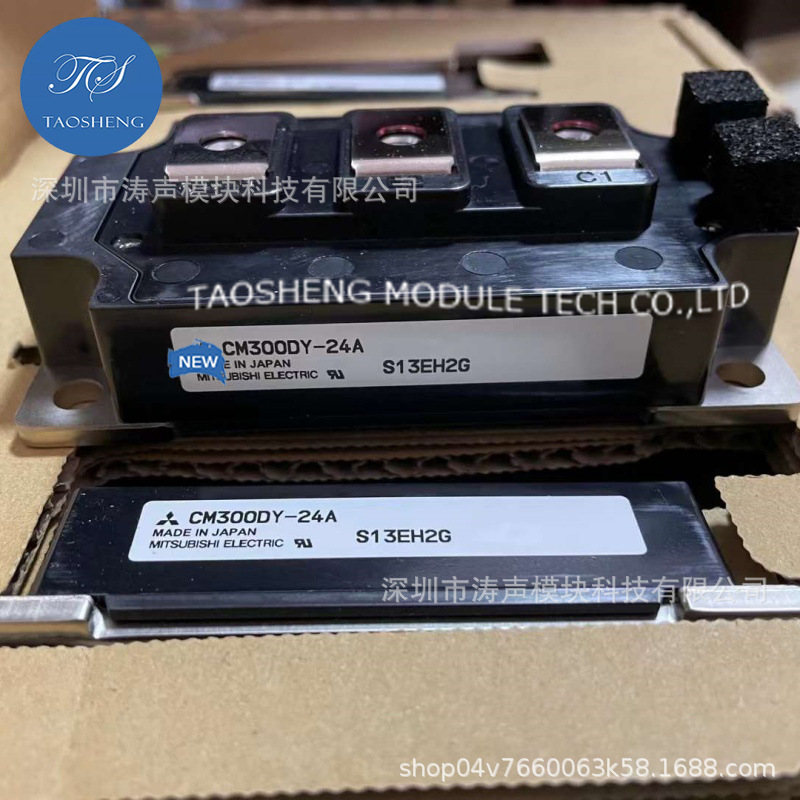 TS
TAOSHENG
深圳市涛声模块科技有限公司
C1
TAOSHENG MODULE TECH CO.,LTD
CM300DY-24A
NEW
E IN JAPAN
MITSUBISHI ELECTRIC
S13EH2G
CM300DY-24A
MADE IN JAPAN
MITSUBISHI ELECTRIC
S13EH2G
深圳市涛声模块科技有限公司
shop04v7660063k58.1688.com